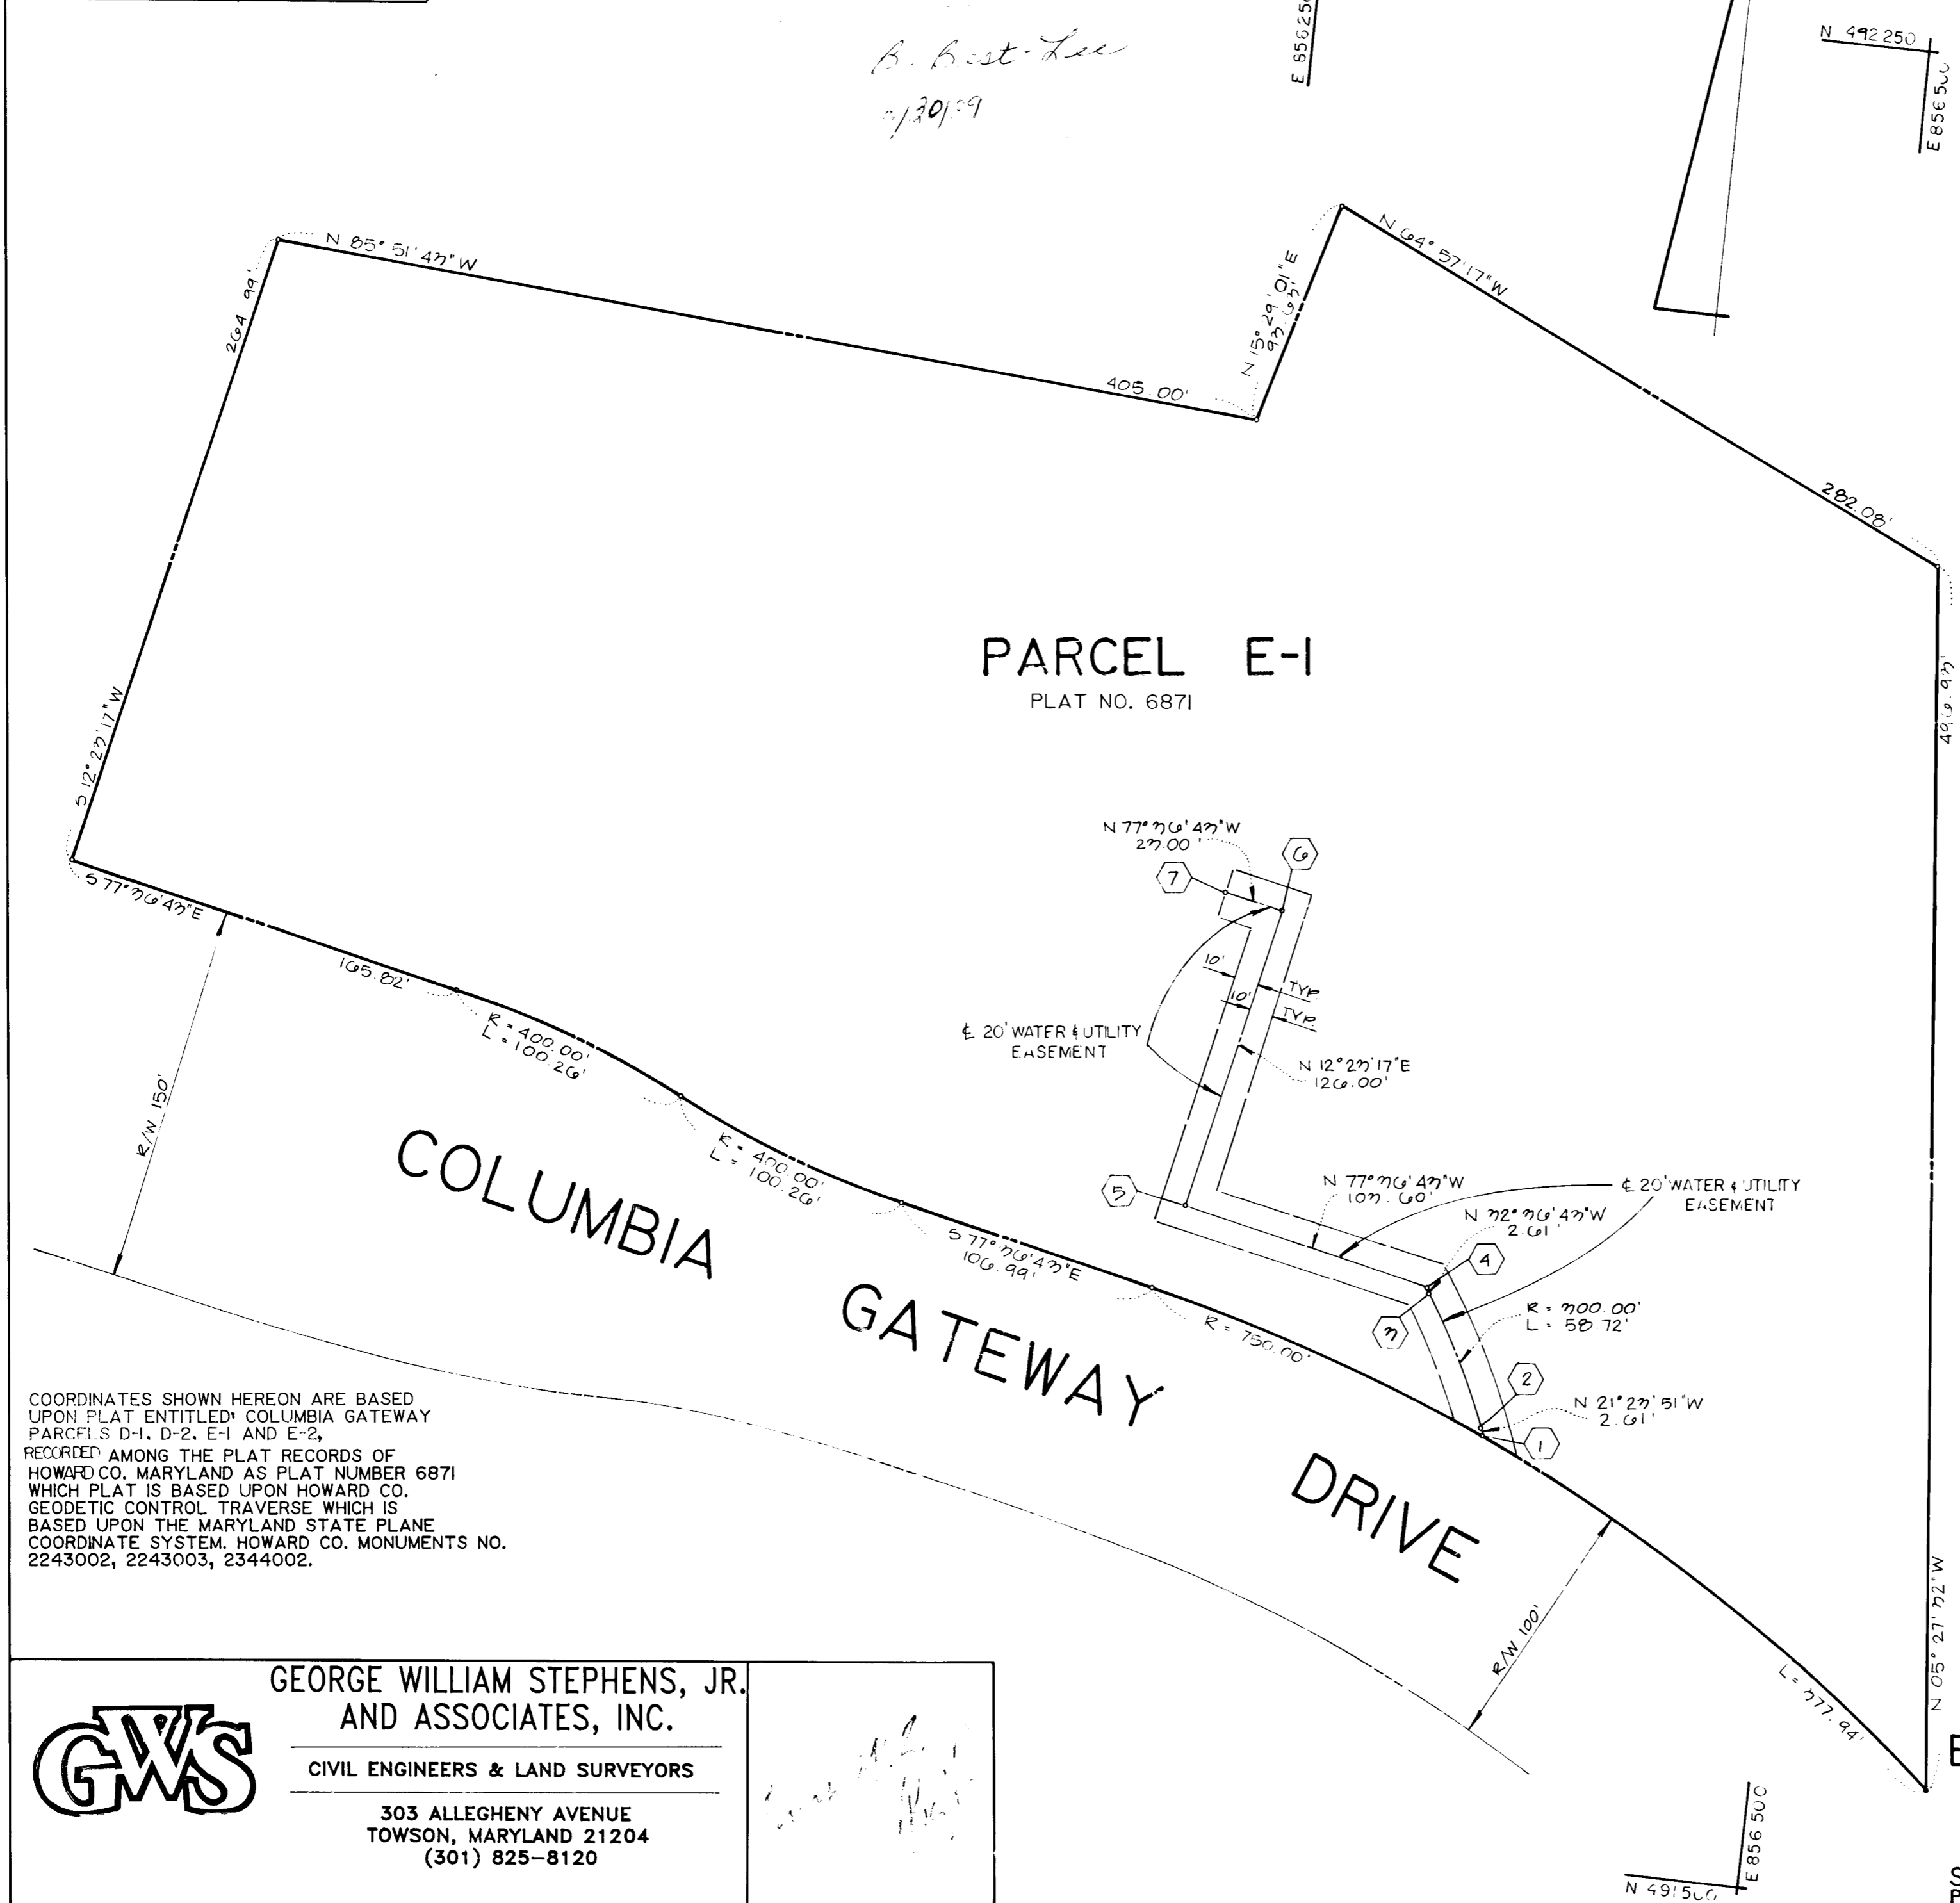 B. Best-Lee
N 492 250
E 856 500
N 85° 51' 43" W
405.00'
264.99'
S 12° 23' 17" W
N 15° 29' 01" E
93.63'
N 64° 57' 17" W
282.08'
496.93'
N 05° 27' 32" W
PARCEL E-1
PLAT NO. 6871
N 77° 36' 43" W
23.00'
6
7
10'
10'
TYP.
TYP.
℄ 20' WATER & UTILITY
EASEMENT
N 12° 23' 17" E
126.00'
5
N 77° 36' 43" W
103.60'
℄ 20' WATER & UTILITY
EASEMENT
N 32° 36' 43" W
2.61'
4
3
R = 300.00'
L = 58.72'
2
N 21° 23' 51" W
2.61'
1
S 77° 36' 43" E
165.82'
R = 400.00'
L = 100.26'
R = 400.00'
L = 100.26'
S 77° 36' 43" E
106.99'
R = 750.00'
L = 377.94'
R/W 150'
R/W 100'
COLUMBIA GATEWAY DRIVE
COORDINATES SHOWN HEREON ARE BASED
UPON PLAT ENTITLED: COLUMBIA GATEWAY
PARCELS D-1, D-2, E-1 AND E-2,
RECORDED AMONG THE PLAT RECORDS OF
HOWARD CO. MARYLAND AS PLAT NUMBER 6871
WHICH PLAT IS BASED UPON HOWARD CO.
GEODETIC CONTROL TRAVERSE WHICH IS
BASED UPON THE MARYLAND STATE PLANE
COORDINATE SYSTEM. HOWARD CO. MONUMENTS NO.
2243002, 2243003, 2344002.
GWS
GEORGE WILLIAM STEPHENS, JR.
AND ASSOCIATES, INC.
CIVIL ENGINEERS & LAND SURVEYORS
303 ALLEGHENY AVENUE
TOWSON, MARYLAND 21204
(301) 825-8120
E 856 500
N 491500